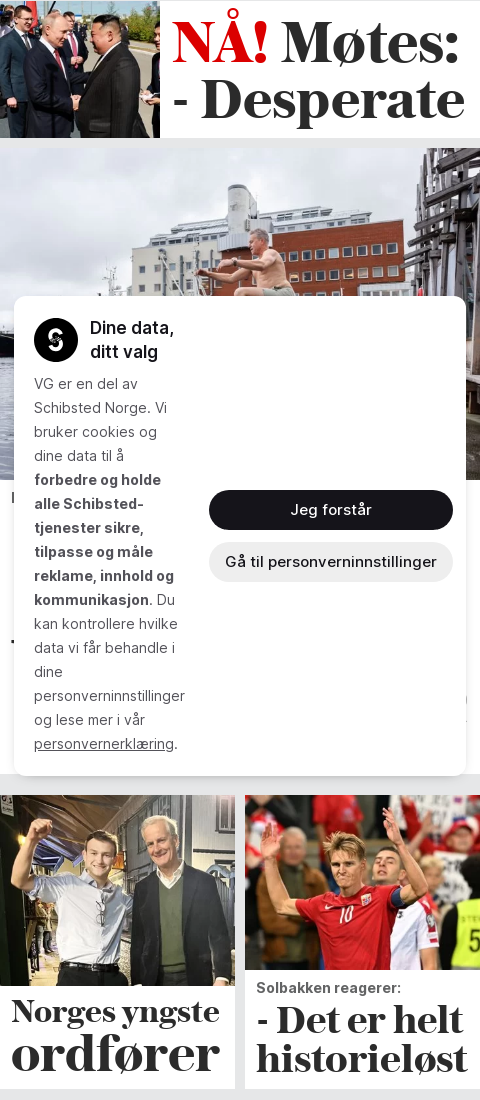 NÅ! Møtes:
- Desperate
Dine data,
ditt valg
VG er en del av
Schibsted Norge. Vi
bruker cookies og
dine data til å
forbedre og holde
alle Schibsted-
tjenester sikre,
tilpasse og måle
reklame, innhold og
kommunikasjon. Du
kan kontrollere hvilke
data vi får behandle i
dine
personverninnstillinger
og lese mer i vår
personvernerklæring.
Jeg forstår
Gå til personverninnstillinger
Norges yngste
ordfører
Solbakken reagerer:
- Det er helt
historieløst
10